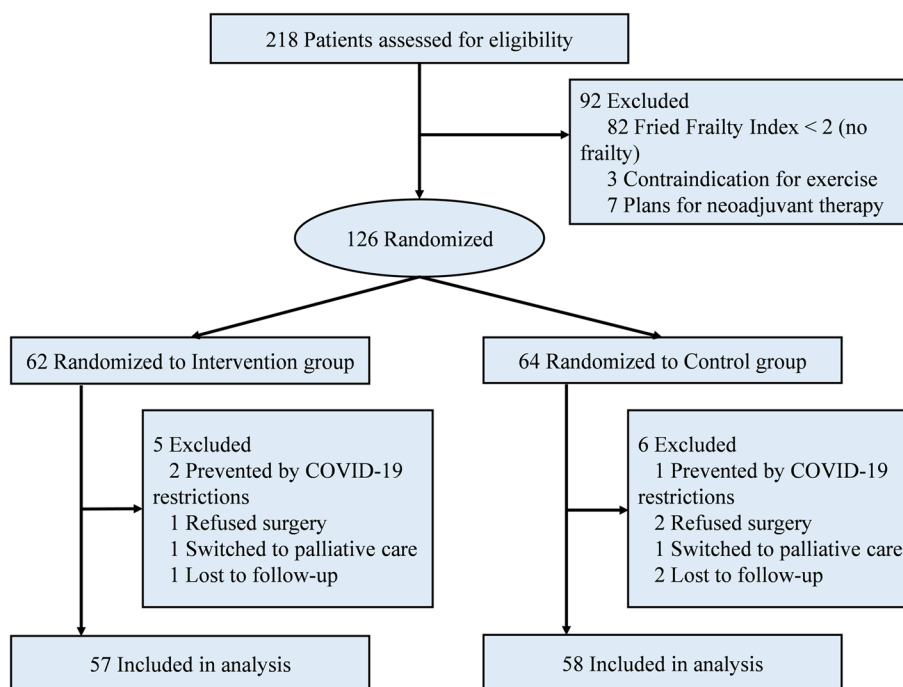 218 Patients assessed for eligibility
92 Excluded
82 Fried Frailty Index < 2 (no
frailty)
3 Contraindication for exercise
7 Plans for neoadjuvant therapy
126 Randomized
62 Randomized to Intervention group
64 Randomized to Control group
5 Excluded
2 Prevented by COVID-19
restrictions
1 Refused surgery
1 Switched to palliative care
1 Lost to follow-up
6 Excluded
1 Prevented by COVID-19
restrictions
2 Refused surgery
1 Switched to palliative care
2 Lost to follow-up
57 Included in analysis
58 Included in analysis